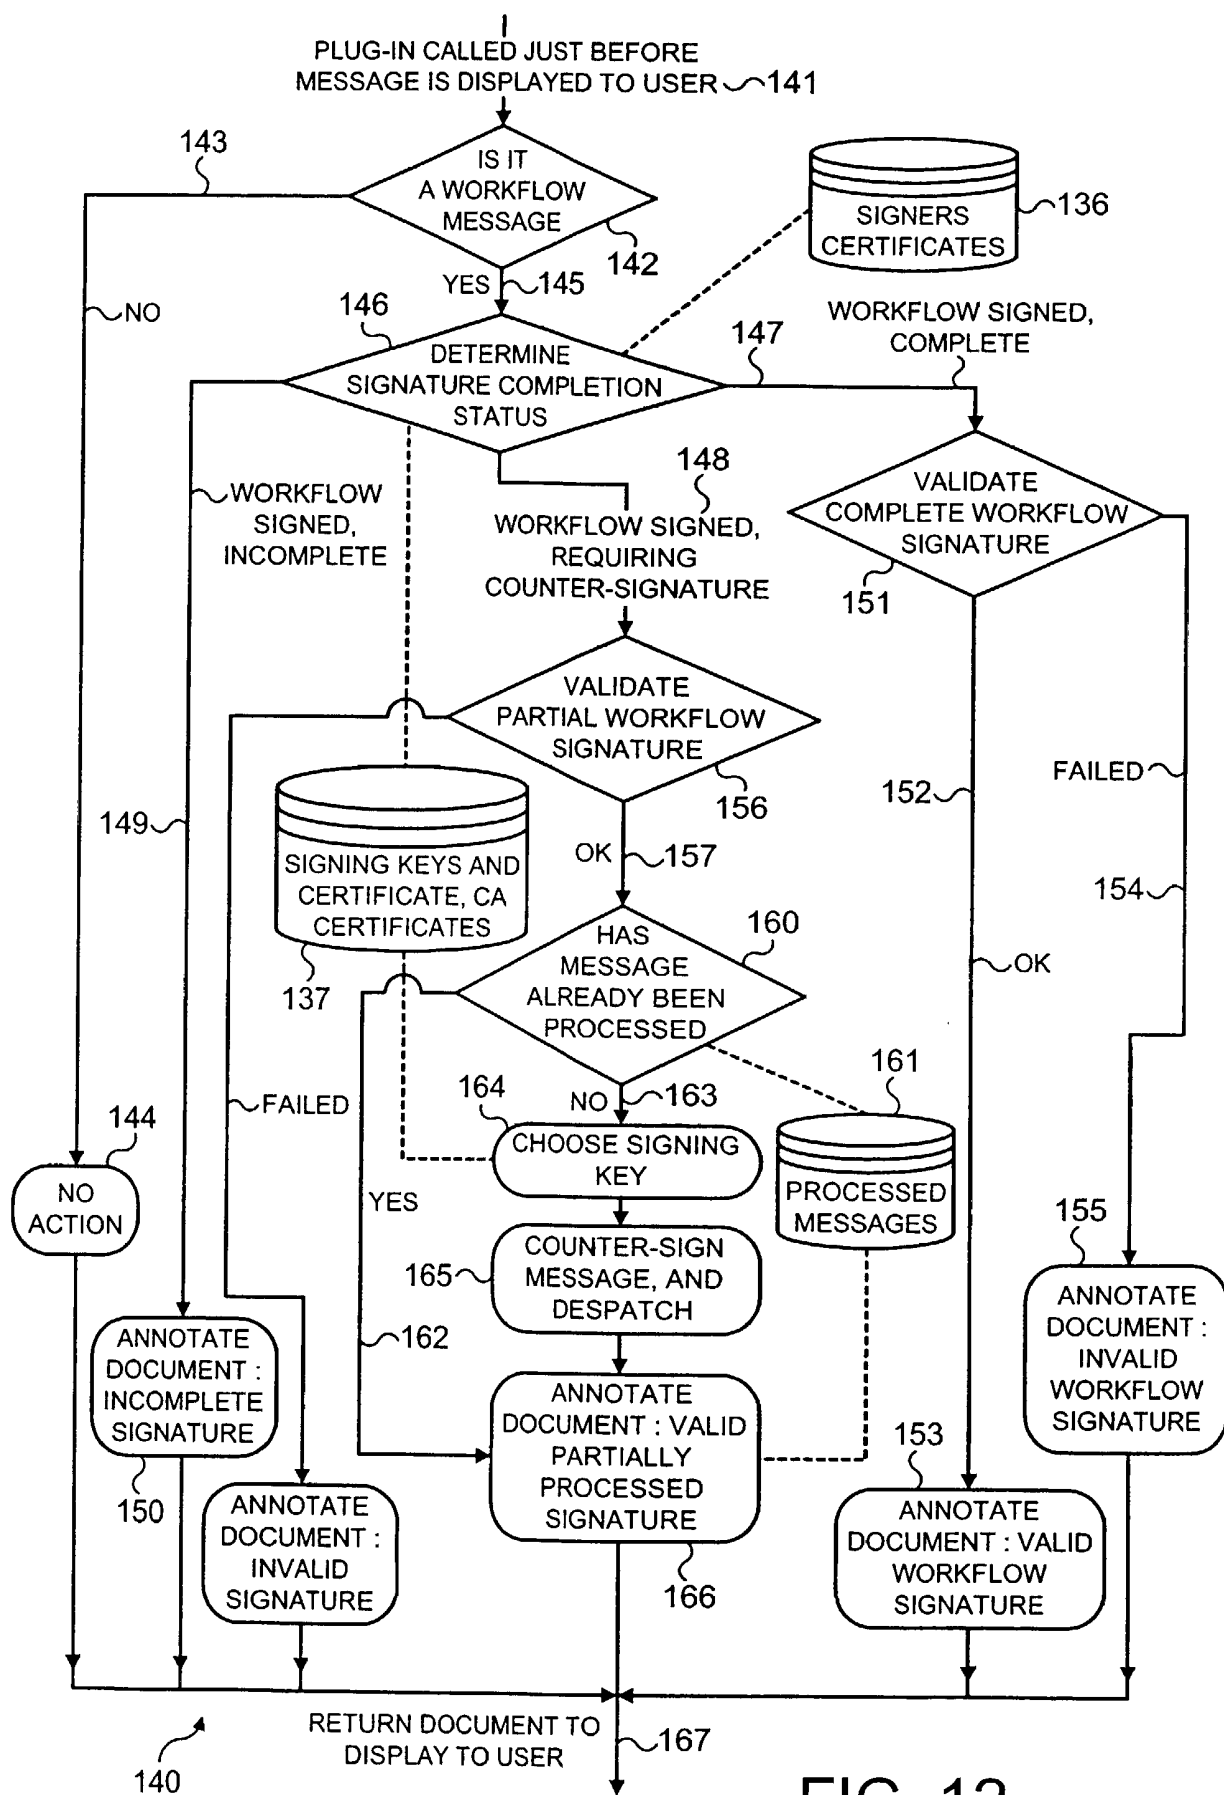 PLUG-IN CALLED JUST BEFORE
MESSAGE IS DISPLAYED TO USER 141
143
IS IT
A WORKFLOW
MESSAGE
142
SIGNERS
CERTIFICATES
136
NO
YES 145
146
DETERMINE
SIGNATURE COMPLETION
STATUS
147
WORKFLOW SIGNED,
COMPLETE
WORKFLOW
SIGNED,
INCOMPLETE
148
WORKFLOW SIGNED,
REQUIRING
COUNTER-SIGNATURE
VALIDATE
COMPLETE WORKFLOW
SIGNATURE
151
VALIDATE
PARTIAL WORKFLOW
SIGNATURE
156
152
FAILED
149
SIGNING KEYS AND
CERTIFICATE, CA
CERTIFICATES
137
OK 157
154
HAS
MESSAGE
ALREADY BEEN
PROCESSED
160
OK
FAILED
161
164
NO 163
CHOOSE SIGNING
KEY
144
NO
ACTION
YES
PROCESSED
MESSAGES
155
165
COUNTER-SIGN
MESSAGE, AND
DESPATCH
ANNOTATE
DOCUMENT :
INVALID
WORKFLOW
SIGNATURE
162
ANNOTATE
DOCUMENT :
INCOMPLETE
SIGNATURE
150
ANNOTATE
DOCUMENT : VALID
PARTIALLY
PROCESSED
SIGNATURE
166
153
ANNOTATE
DOCUMENT :
INVALID
SIGNATURE
ANNOTATE
DOCUMENT : VALID
WORKFLOW
SIGNATURE
RETURN DOCUMENT TO
DISPLAY TO USER
167
140